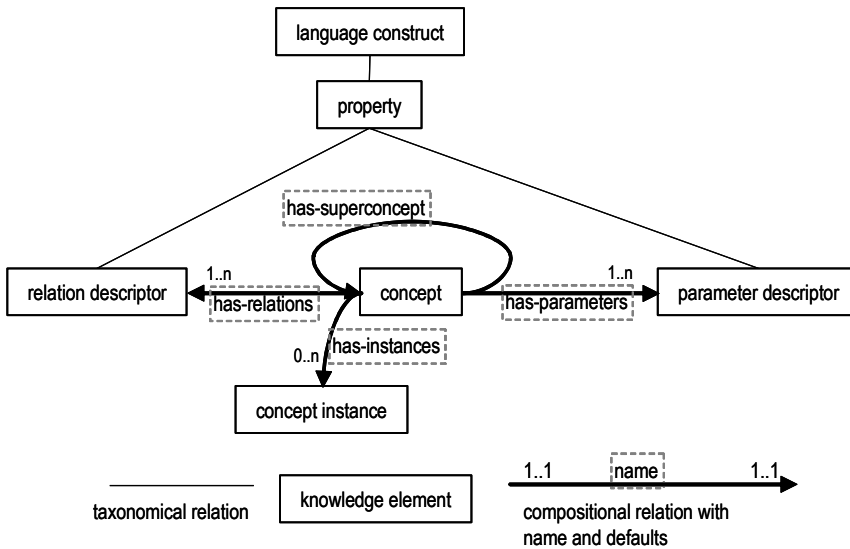 language construct
property
has-superconcept
1..n
1..n
relation descriptor
concept
parameter descriptor
has-relations
has-parameters
has-instances
0..n
concept instance
1..1
name
1..1
knowledge element
taxonomical relation
compositional relation with
name and defaults